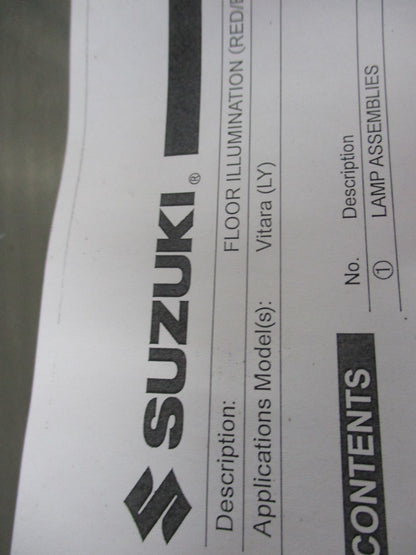 SUZUKI®
Description: FLOOR ILLUMINATION (RED/
Applications Model(s): Vitara (LY)
CONTENTS
No. Description
① LAMP ASSEMBLIES